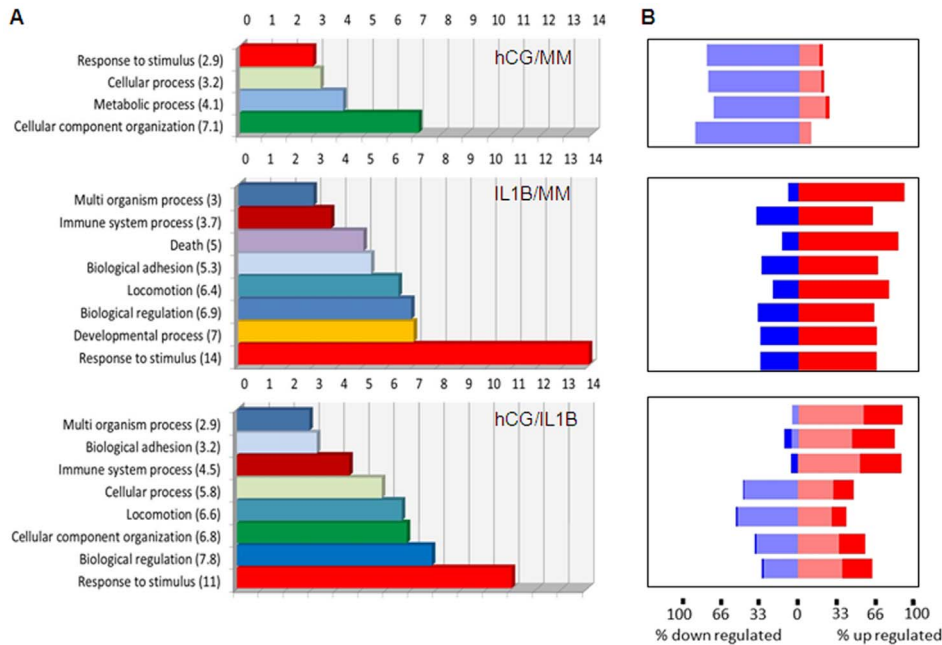 A
B
0 1 2 3 4 5 6 7 8 9 10 11 12 13 14
hCG/MM
Response to stimulus (2.9)
Cellular process (3.2)
Metabolic process (4.1)
Cellular component organization (7.1)
0 1 2 3 4 5 6 7 8 9 10 11 12 13 14
IL1B/MM
Multi organism process (3)
Immune system process (3.7)
Death (5)
Biological adhesion (5.3)
Locomotion (6.4)
Biological regulation (6.9)
Developmental process (7)
Response to stimulus (14)
0 1 2 3 4 5 6 7 8 9 10 11 12 13 14
hCG/IL1B
Multi organism process (2.9)
Biological adhesion (3.2)
Immune system process (4.5)
Cellular process (5.8)
Locomotion (6.6)
Cellular component organization (6.8)
Biological regulation (7.8)
Response to stimulus (11)
100 66 33 0 33 66 100
% down regulated % up regulated